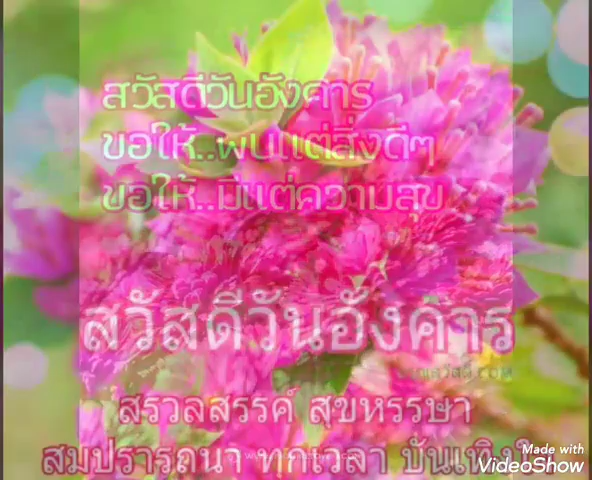 สวัสดีวันอังคาร
ขอให้..พบแต่สิ่งดีๆ
ขอให้..มีแต่ความสุข
สวัสดีวันอังคาร
สรวลสรรค์ สุขหรรษา
สมปรารถนา ทุกเวลา บันเทิงใจ
Made with
VideoShow